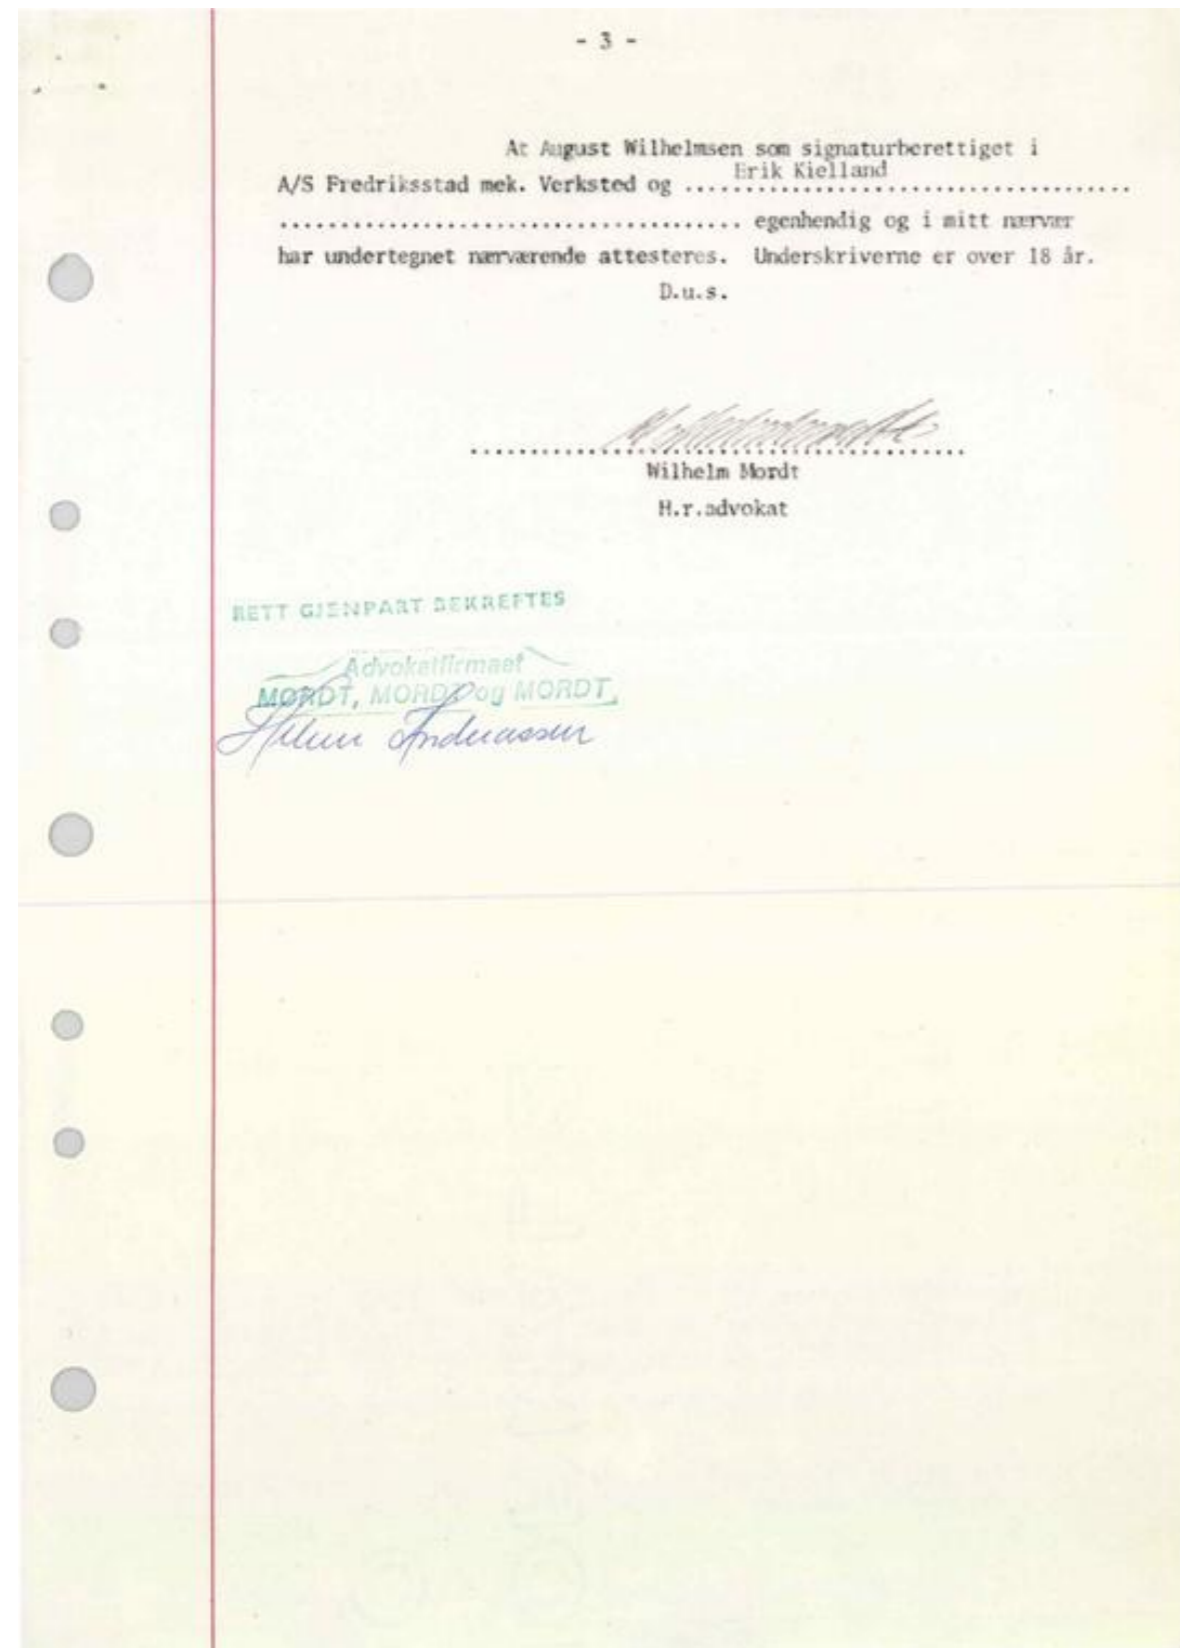 - 3 -
At August Wilhelmsen som signaturberettiget i
Erik Kielland
A/S Fredriksstad mek. Verksted og ......................................
....................................... egenhendig og i mitt nærvær
har undertegnet nærværende attesteres. Underskriverne er over 18 år.
D.u.s.
..........................................
Wilhelm Mordt
H.r.advokat
RETT GJENPART BEKREFTES
Advokatfirmaet
MORDT, MORDT og MORDT,
Andreassen